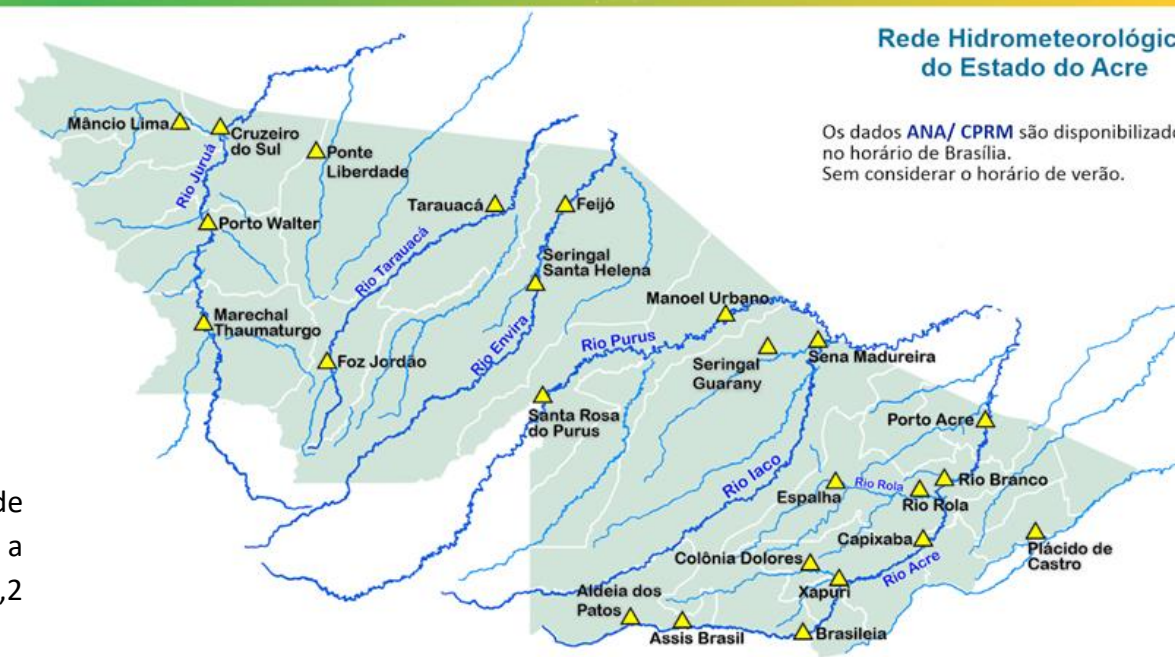 Rede Hidrometeorológic
do Estado do Acre
Os dados ANA/ CPRM são disponibilizado
no horário de Brasília.
Sem considerar o horário de verão.
Mâncio Lima
Cruzeiro
do Sul
Ponte
Liberdade
Rio Juruá
Porto Walter
Tarauacá
Feijó
Rio Tarauacá
Seringal
Santa Helena
Marechal
Thaumaturgo
Foz Jordão
Rio Envira
Manoel Urbano
Rio Purus
Seringal
Guarany
Sena Madureira
Santa Rosa
do Purus
Porto Acre
Rio Iaco
Espalha
Rio Rola
Rio Branco
Rio Rola
Capixaba
Plácido de
Castro
Colônia Dolores
Rio Acre
Xapuri
Aldeia dos
Patos
Assis Brasil
Brasileia
de
a
,2